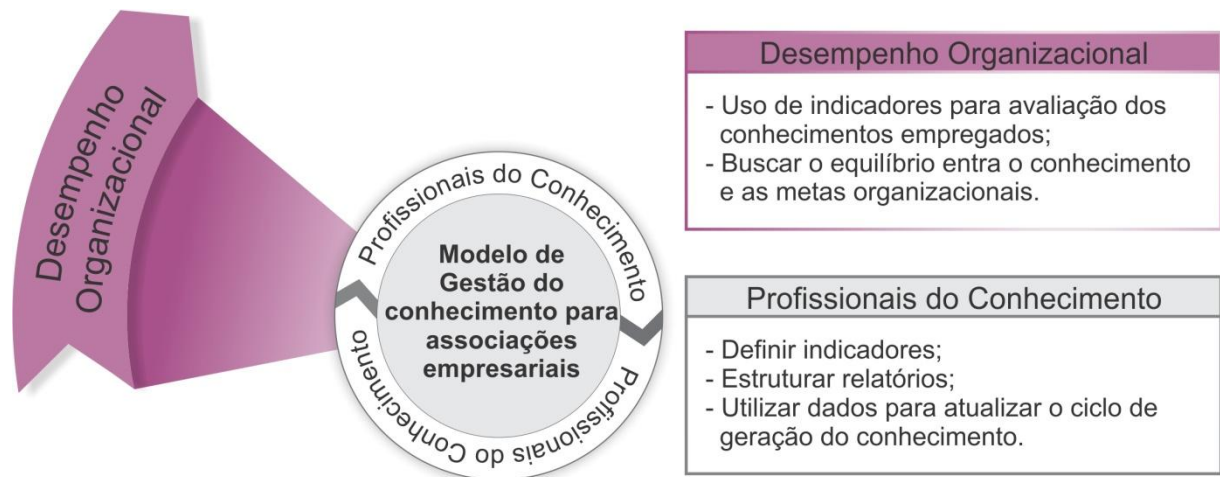 Desempenho
Organizacional
Profissionais do Conhecimento
Profissionais do Conhecimento
Modelo de
Gestão do
conhecimento para
associações
empresariais
Desempenho Organizacional
- Uso de indicadores para avaliação dos
conhecimentos empregados;
- Buscar o equilíbrio entra o conhecimento
e as metas organizacionais.
Profissionais do Conhecimento
- Definir indicadores;
- Estruturar relatórios;
- Utilizar dados para atualizar o ciclo de
geração do conhecimento.